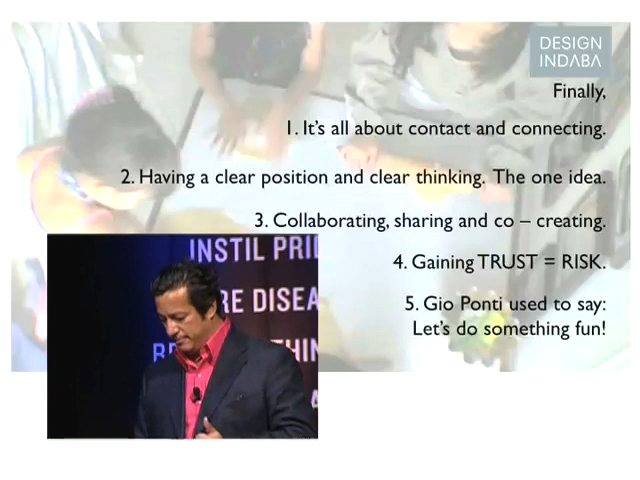 DESIGN
INDABA
Finally,
1. It's all about contact and connecting.
2. Having a clear position and clear thinking. The one idea.
3. Collaborating, sharing and co – creating.
4. Gaining TRUST = RISK.
5. Gio Ponti used to say:
Let's do something fun!
INSTIL